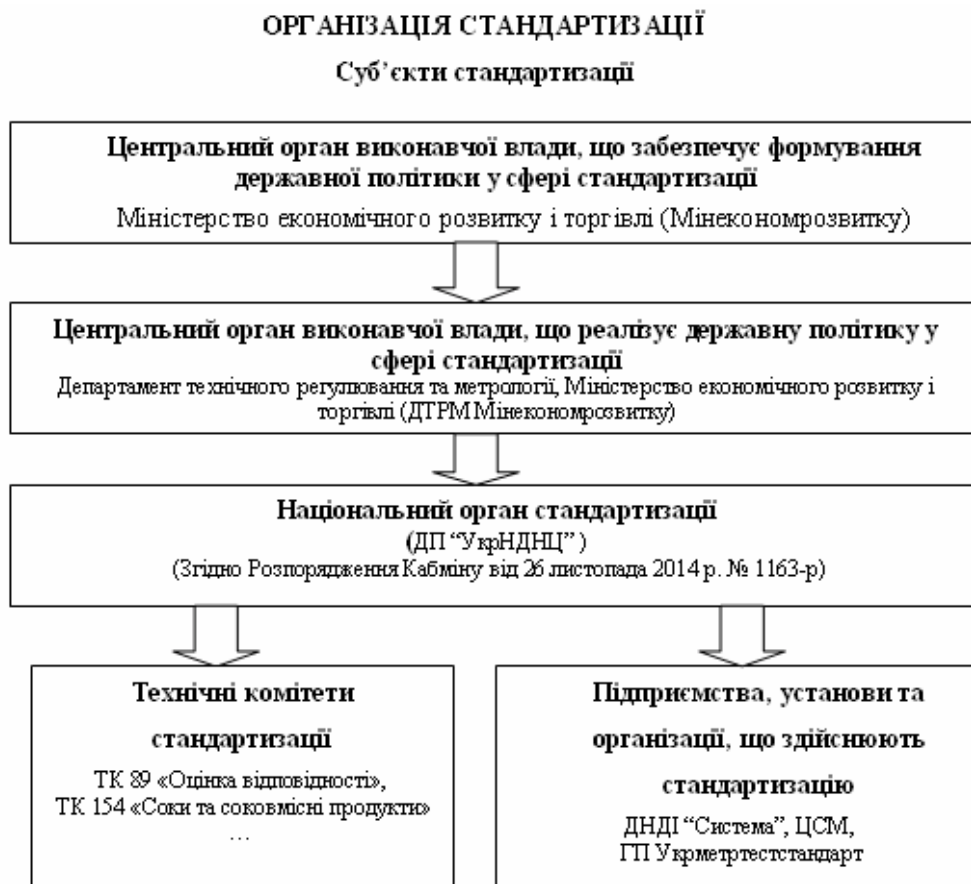 ОРГАНІЗАЦІЯ СТАНДАРТИЗАЦІЇ
Суб’єкти стандартизації
Центральний орган виконавчої влади, що забезпечує формування
державної політики у сфері стандартизації
Міністерство економічного розвитку і торгівлі (Мінекономрозвитку)
Центральний орган виконавчої влади, що реалізує державну політику у
сфері стандартизації
Департамент технічного регулювання та метрології, Міністерство економічного розвитку і
торгівлі (ДТРМ Мінекономрозвитку)
Національний орган стандартизації
(ДП “УкрНДНЦ” )
(Згідно Розпорядження Кабміну від 26 листопада 2014 р. № 1163-р)
Технічні комітети
стандартизації
ТК 89 «Оцінка відповідності»,
ТК 154 «Соки та соковмісні продукти»
…
Підприємства, установи та
організації, що здійснюють
стандартизацію
ДНДІ “Система”, ЦСМ,
ГП Укрметртестстандарт